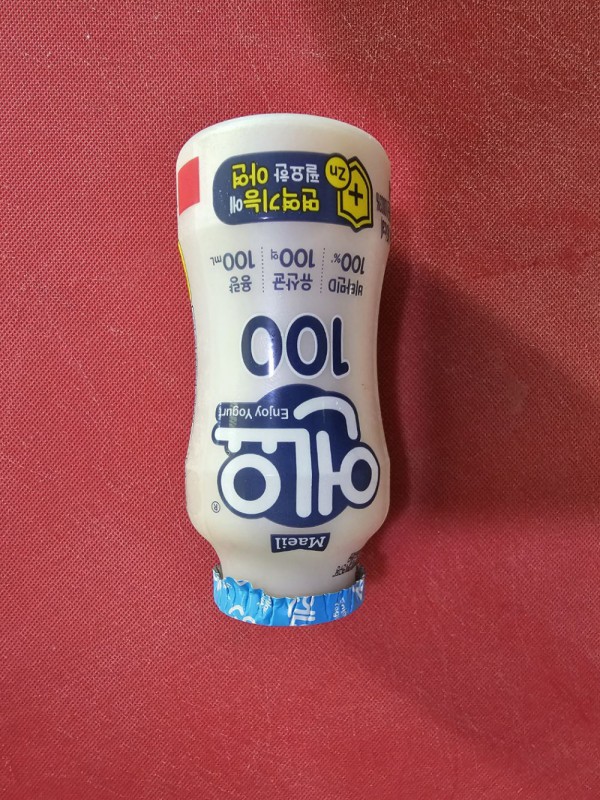 Maeil
엔요®
Enjoy Yogurt
100
비타민D 유산균 용량
100%* 100억 100mL
면역기능에
필요한 아연
Zn